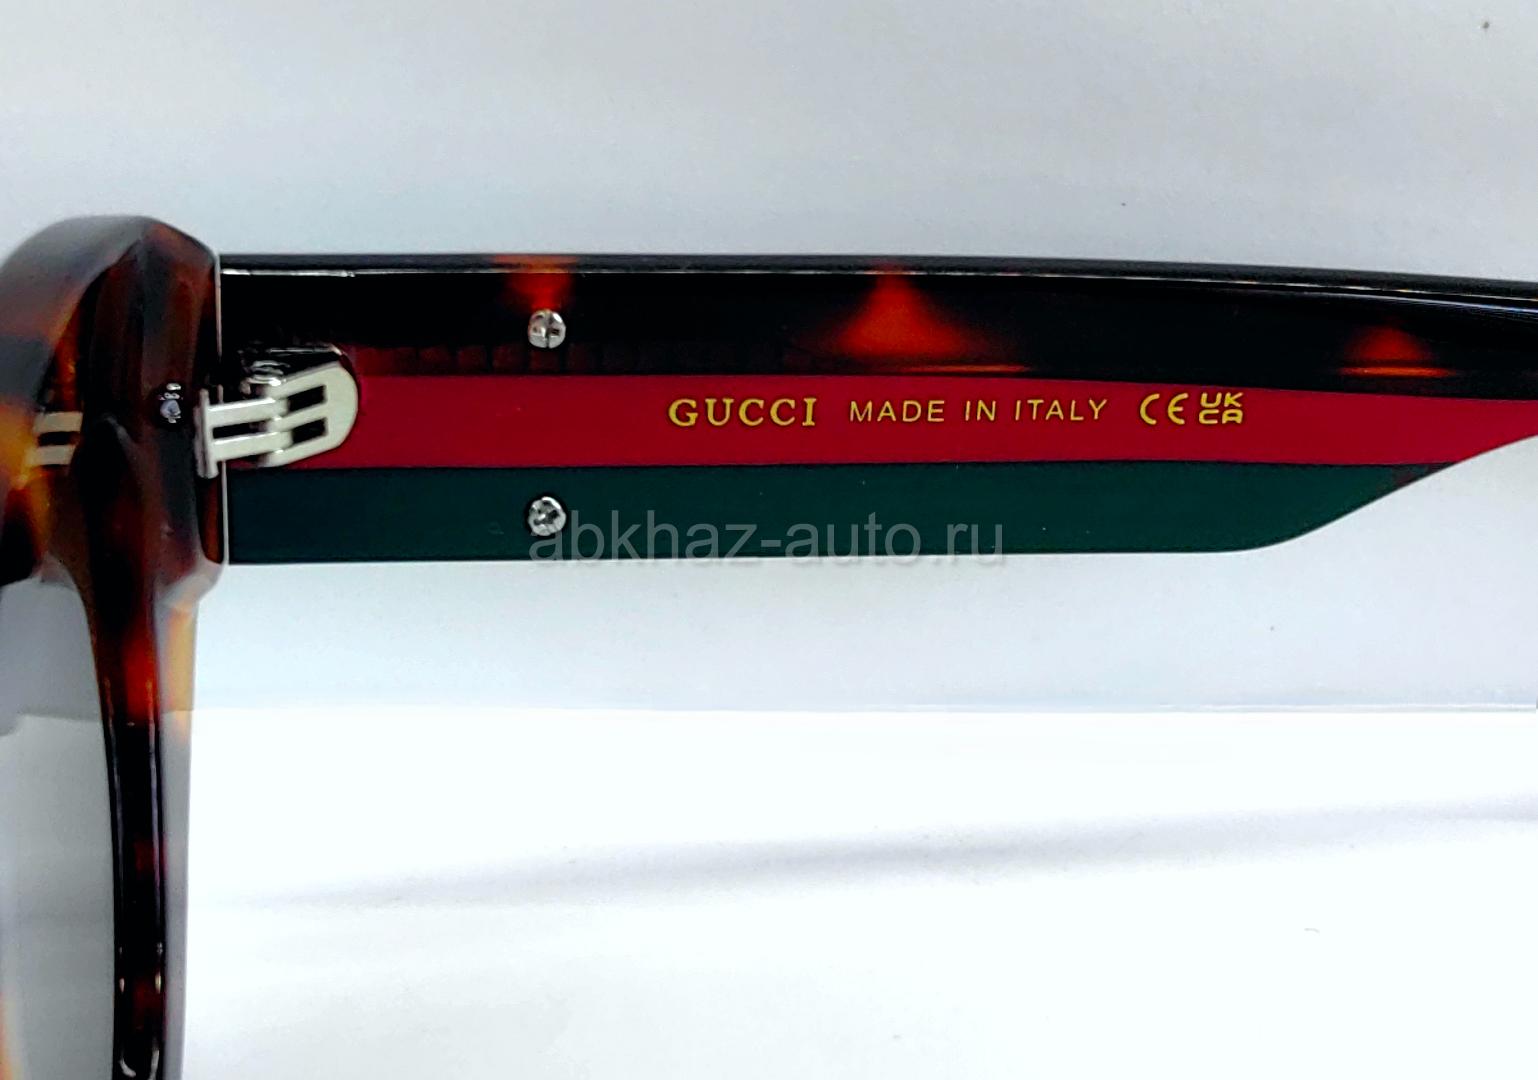 GUCCI MADE IN ITALY CE UK CA
abkhaz-auto.ru